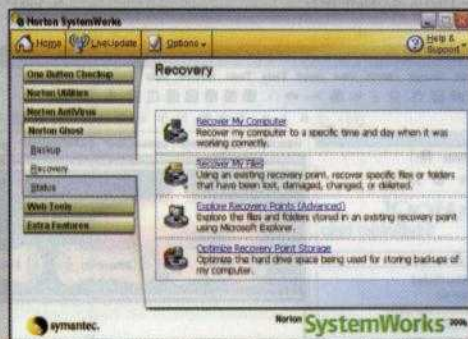 Norton SystemWorks
Home LiveUpdate Options Help & Support
One Button Checkup
Norton Utilities
Norton AntiVirus
Norton Ghost
Backup
Recovery
Status
Web Tools
Extra Features
Recovery
Recover My Computer
Recover my computer to a specific time and day when it was
working correctly.
Recover My Files
Using an existing recovery point, recover specific files or folders
that have been lost, damaged, changed, or deleted.
Explore Recovery Points (Advanced)
Explore the files and folders stored in an existing recovery point
using Microsoft Explorer.
Optimize Recovery Point Storage
Optimize the hard drive space being used for storing backups of
my computer.
symantec.
Norton SystemWorks